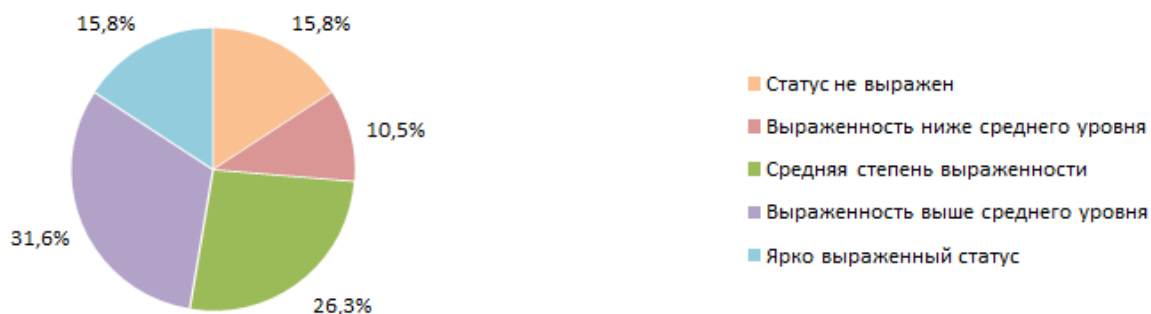 15,8%
15,8%
10,5%
31,6%
26,3%
Статус не выражен
Выраженность ниже среднего уровня
Средняя степень выраженности
Выраженность выше среднего уровня
Ярко выраженный статус